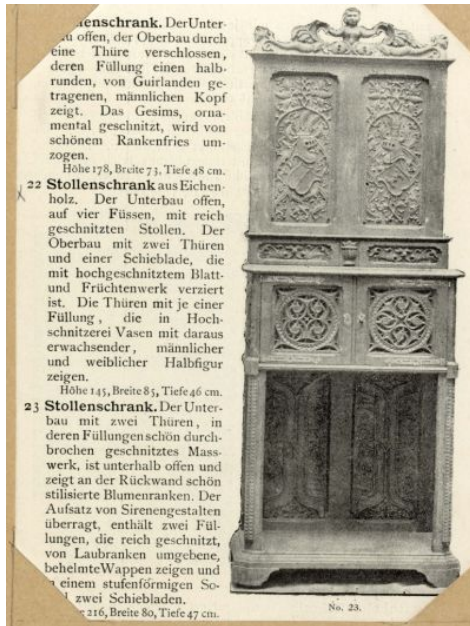 lenschrank. Der Unter-
u offen, der Oberbau durch
eine Thüre verschlossen,
deren Füllung einen halb-
runden, von Guirlanden ge-
tragenen, männlichen Kopf
zeigt. Das Gesims, orna-
mental geschnitzt, wird von
schönem Rankenfries um-
zogen.
Höhe 178, Breite 73, Tiefe 48 cm.
22 Stollenschrank aus Eichen-
holz. Der Unterbau offen,
auf vier Füssen, mit reich
geschnitzten Stollen. Der
Oberbau mit zwei Thüren
und einer Schieblade, die
mit hochgeschnitztem Blatt-
und Früchtenwerk verziert
ist. Die Thüren mit je einer
Füllung, die in Hoch-
schnitzerei Vasen mit daraus
erwachsender, männlicher
und weiblicher Halbfigur
zeigen.
Höhe 145, Breite 85, Tiefe 46 cm.
23 Stollenschrank. Der Unter-
bau mit zwei Thüren, in
deren Füllungen schön durch-
brochen geschnitztes Mass-
werk, ist unterhalb offen und
zeigt an der Rückwand schön
stilisierte Blumenranken. Der
Aufsatz von Sirenengestalten
überragt, enthält zwei Fül-
lungen, die reich geschnitzt,
von Laubranken umgebene,
behelmte Wappen zeigen und
n einem stufenförmigen So-
l zwei Schiebladen.
e 216, Breite 80, Tiefe 47 cm.
No. 23.